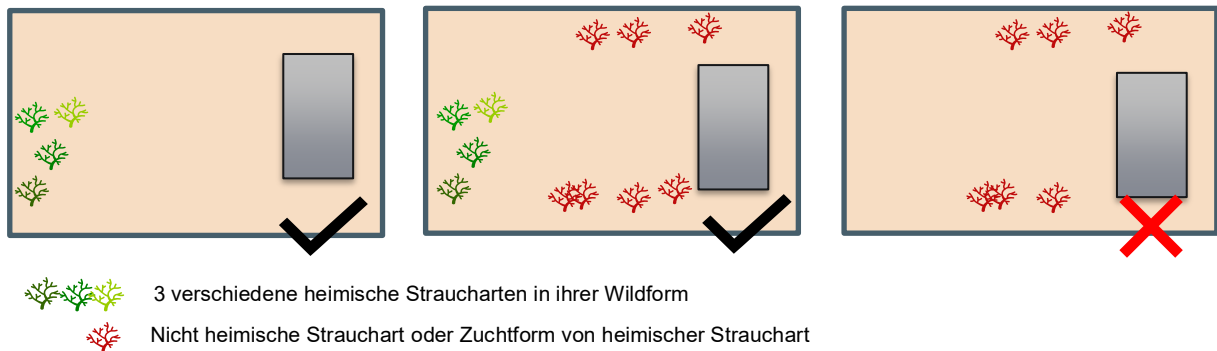 3 verschiedene heimische Straucharten in ihrer Wildform
Nicht heimische Strauchart oder Zuchtform von heimischer Strauchart